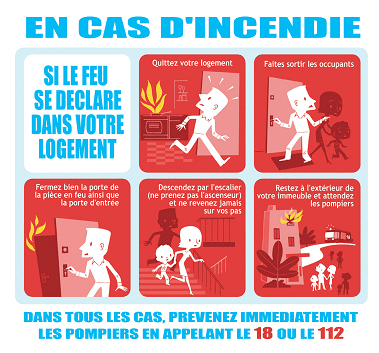 EN CAS D'INCENDIE
SI LE FEU
SE DECLARE
DANS VOTRE
LOGEMENT
Quittez votre logement
Faites sortir les occupants
Fermez bien la porte de
la pièce en feu ainsi que
la porte d'entrée
Descendez par l'escalier
(ne prenez pas l'ascenseur)
et ne revenez jamais
sur vos pas
Restez à l'extérieur de
votre immeuble et attendez
les pompiers
DANS TOUS LES CAS, PREVENEZ IMMEDIATEMENT
LES POMPIERS EN APPELANT LE 18 OU LE 112